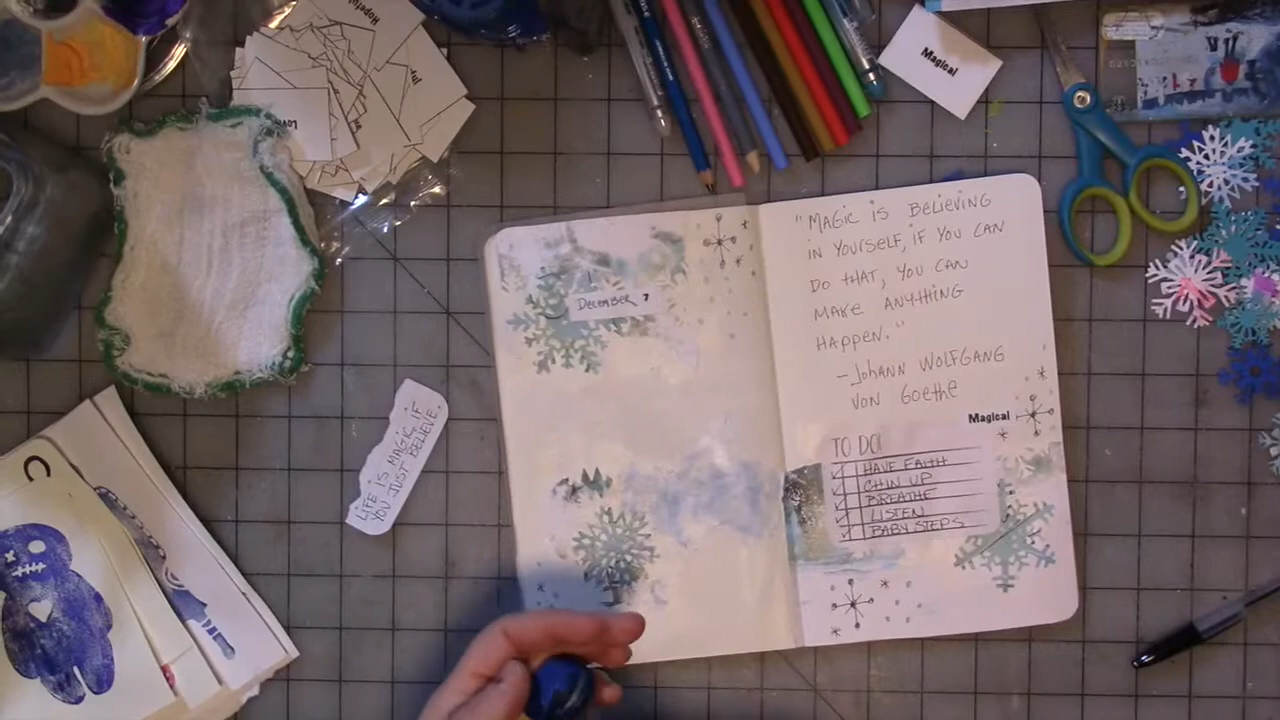 Hopeful
Love
Magical
December 7
"MAGIC IS BELIEVING
IN YOURSELF, IF YOU CAN
DO THAT, YOU CAN
MAKE ANYTHING
HAPPEN."
-JOHANN WOLFGANG
VON GOETHE
Magical
TO DO!
HAVE FAITH
CHIN UP
BREATHE
LISTEN
BABY STEPS
LIFE IS MAGIC, IF
YOU JUST BELIEVE.